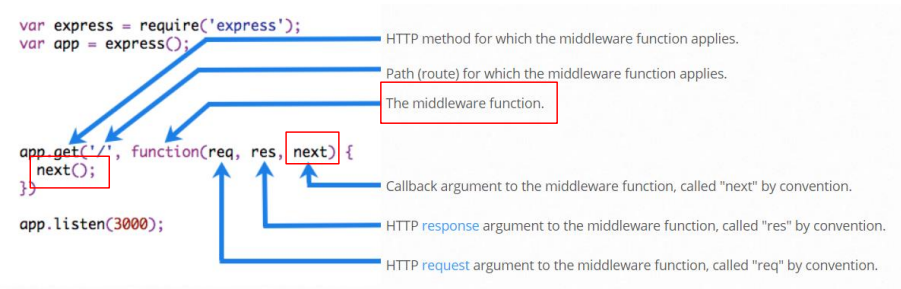 var express = require('express');
var app = express();
HTTP method for which the middleware function applies.
Path (route) for which the middleware function applies.
The middleware function.
app.get('/', function(req, res, next) {
next();
})
Callback argument to the middleware function, called "next" by convention.
app.listen(3000);
HTTP response argument to the middleware function, called "res" by convention.
HTTP request argument to the middleware function, called "req" by convention.